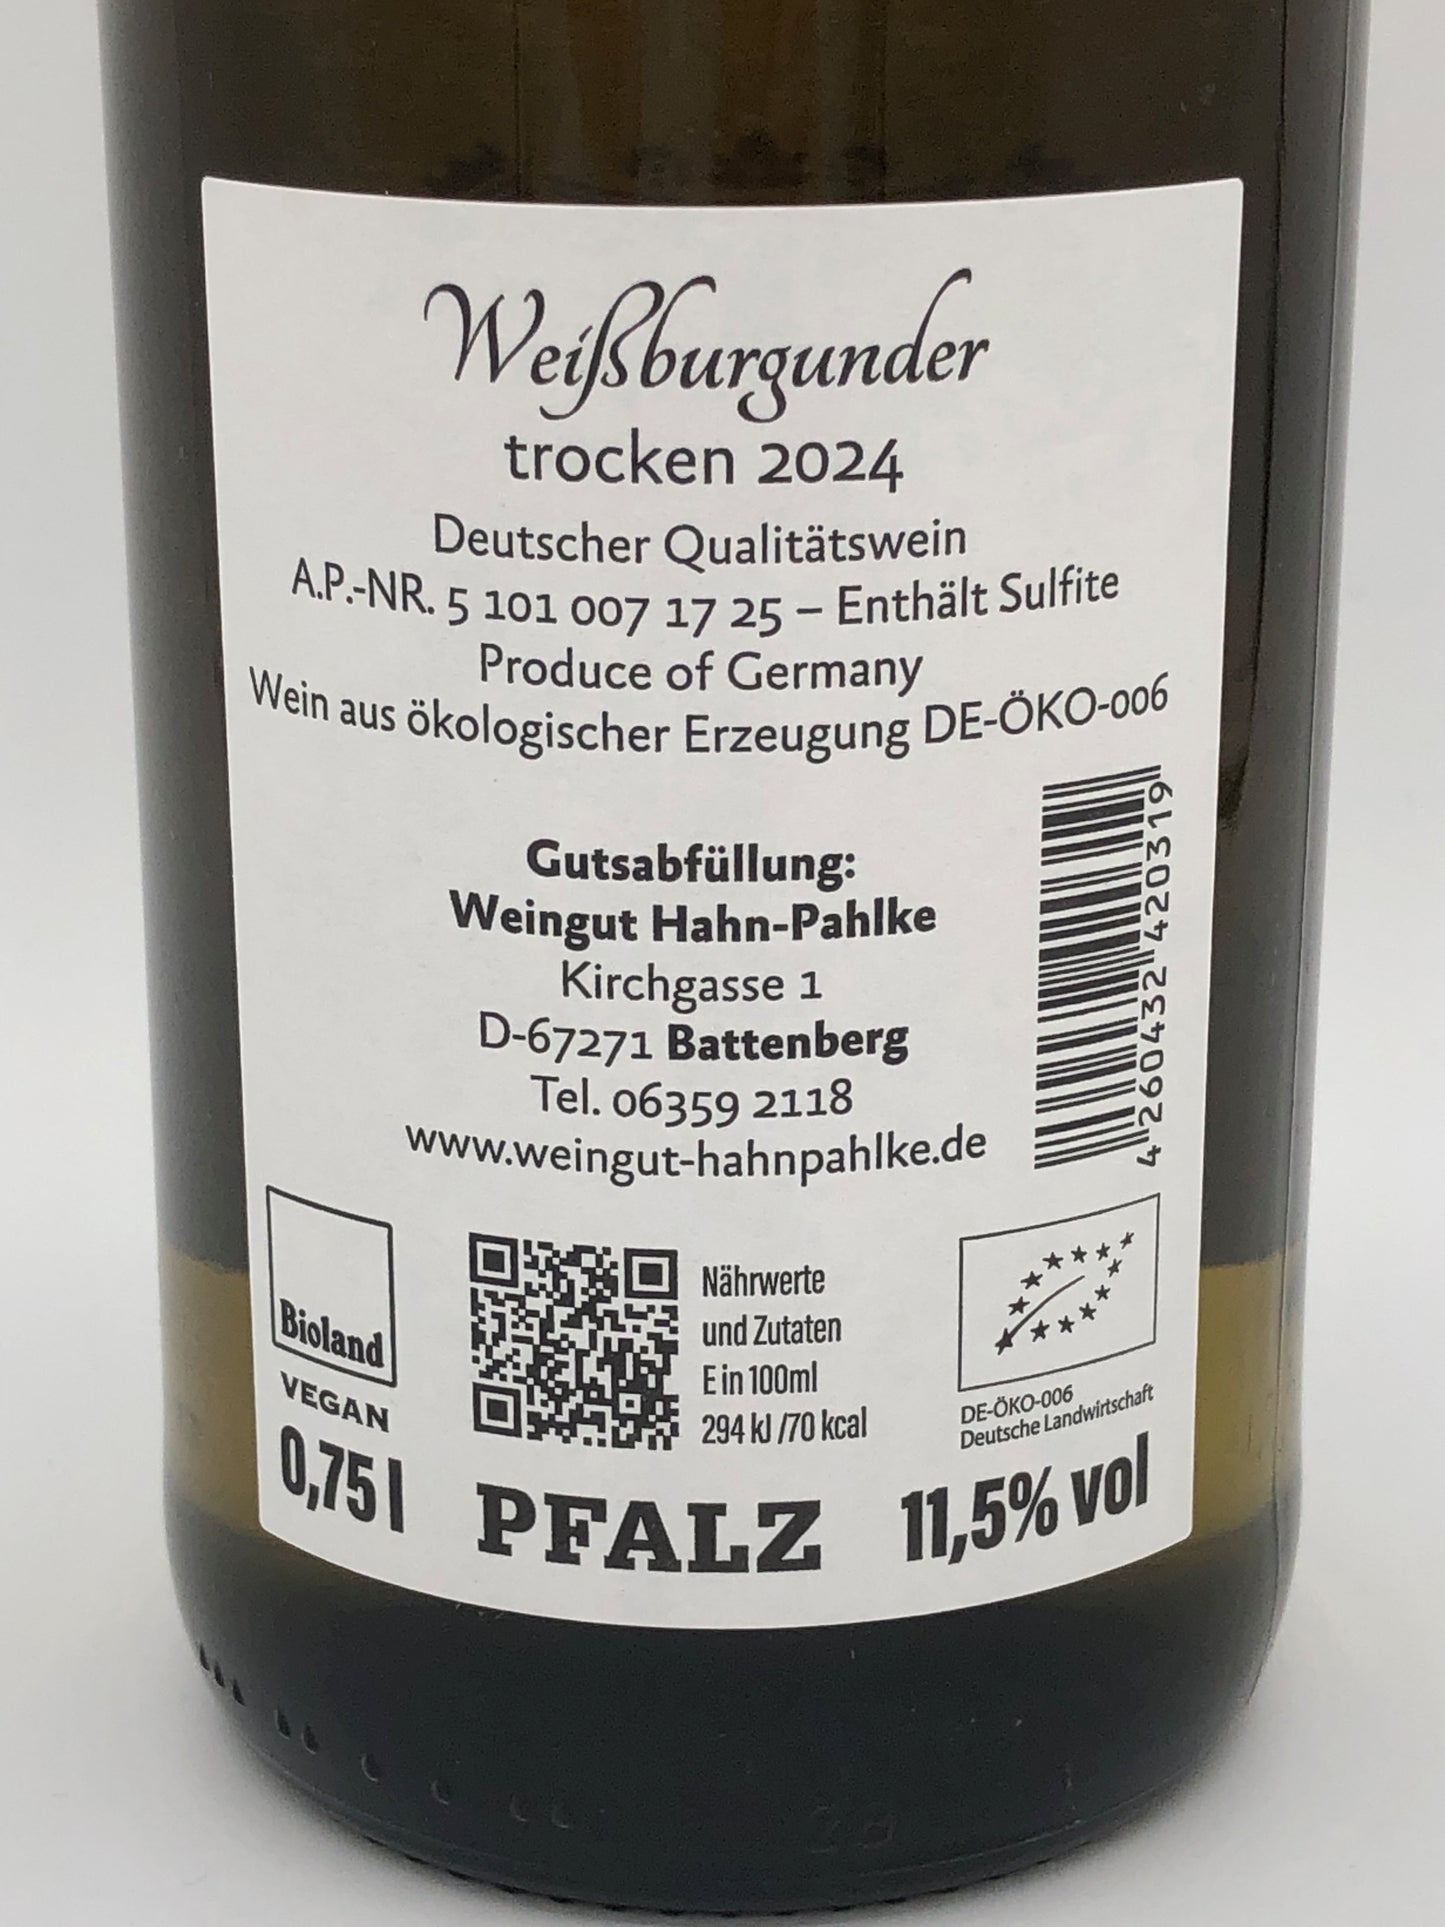 Weißburgunder
trocken 2024
Deutscher Qualitätswein
A.P.-NR. 5 101 007 17 25 – Enthält Sulfite
Produce of Germany
Wein aus ökologischer Erzeugung DE-ÖKO-006
Gutsabfüllung:
Weingut Hahn-Pahlke
Kirchgasse 1
D-67271 Battenberg
Tel. 06359 2118
www.weingut-hahnpahlke.de
4 260432 420319
Bioland
VEGAN
Nährwerte
und Zutaten
E in 100ml
294 kJ /70 kcal
DE-ÖKO-006
Deutsche Landwirtschaft
0,75 l
PFALZ
11,5% vol